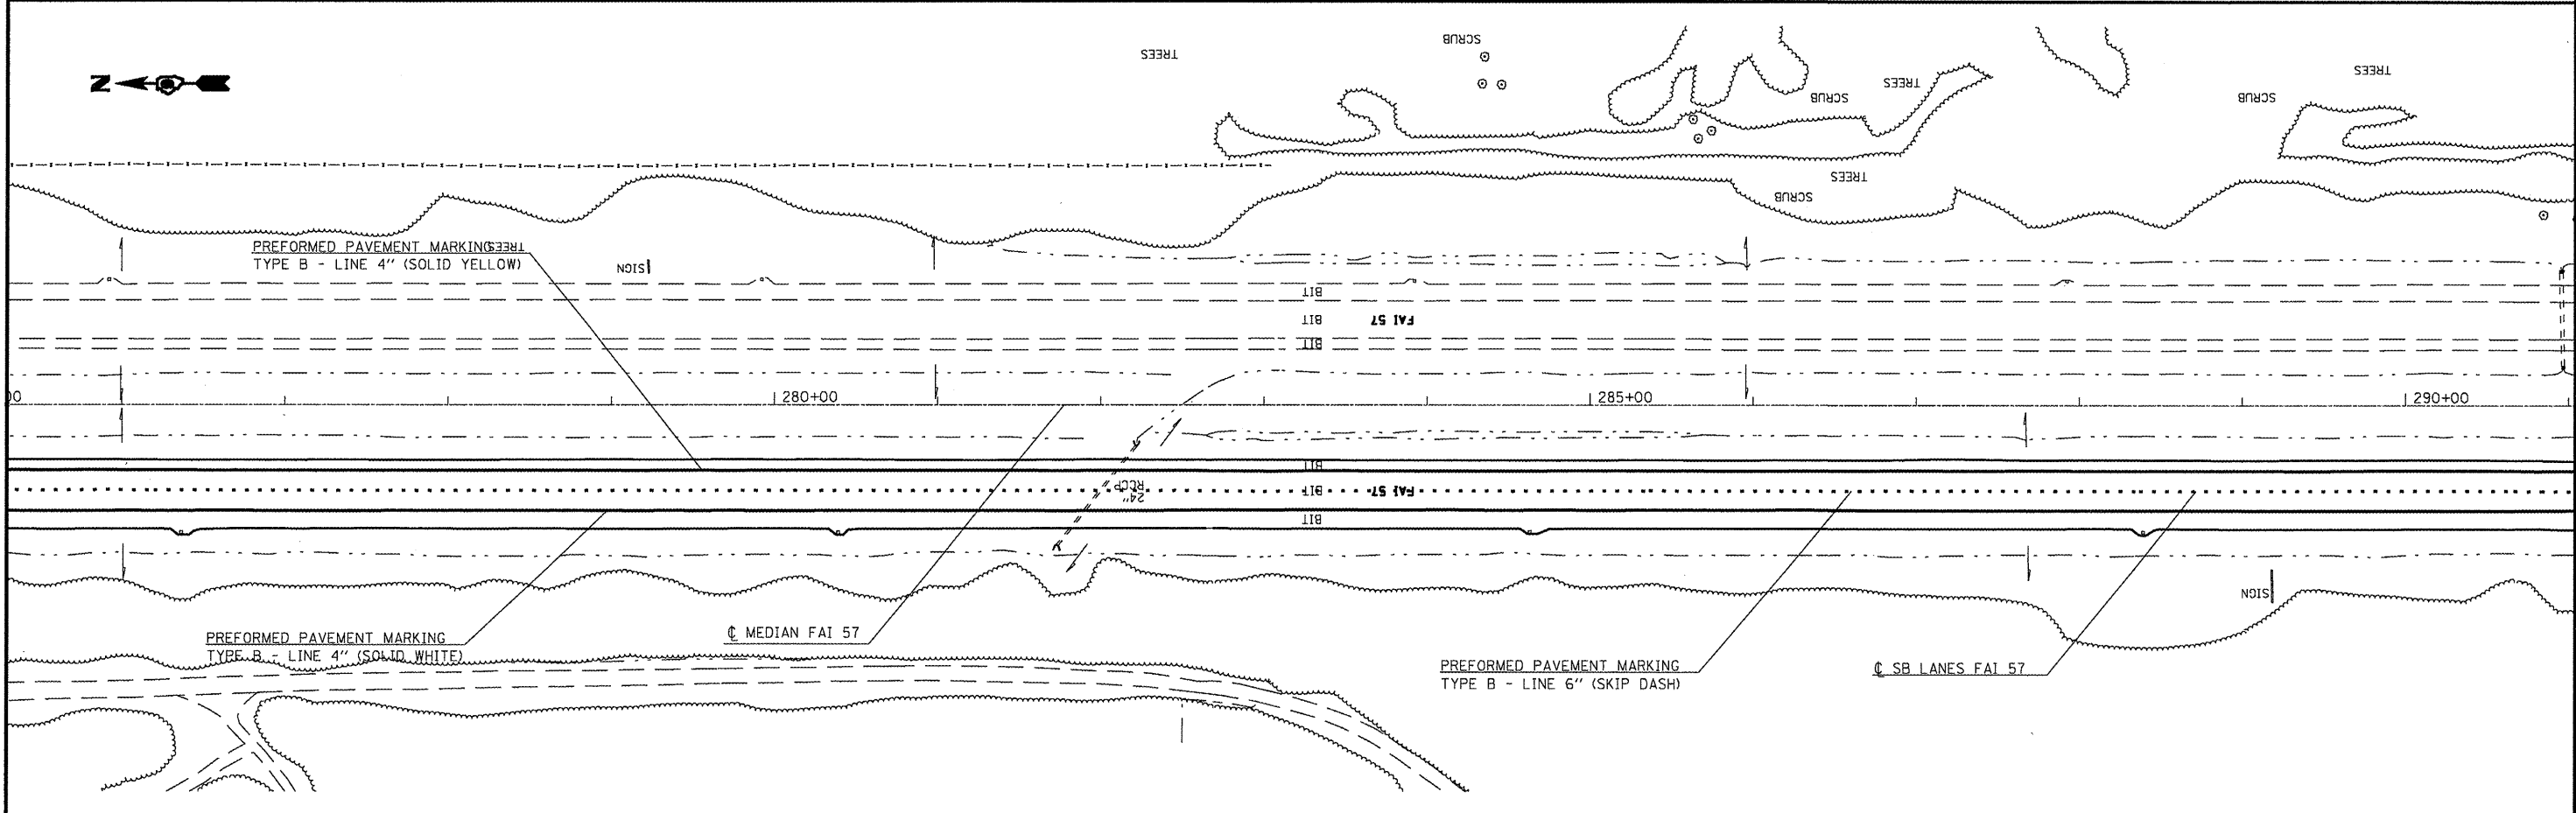 TREES
SCRUB
TREES
SCRUB
TREES
SCRUB
N
TREES
SCRUB
PREFORMED PAVEMENT MARKING
TREES
TYPE B - LINE 4" (SOLID YELLOW)
SIGN
BIT
BIT
FAI 57
BIT
00
280+00
285+00
290+00
BIT
24"
RCCP
BIT
FAI 57
BIT
SIGN
PREFORMED PAVEMENT MARKING
TYPE B - LINE 4" (SOLID WHITE)
℄ MEDIAN FAI 57
PREFORMED PAVEMENT MARKING
TYPE B - LINE 6" (SKIP DASH)
℄ SB LANES FAI 57